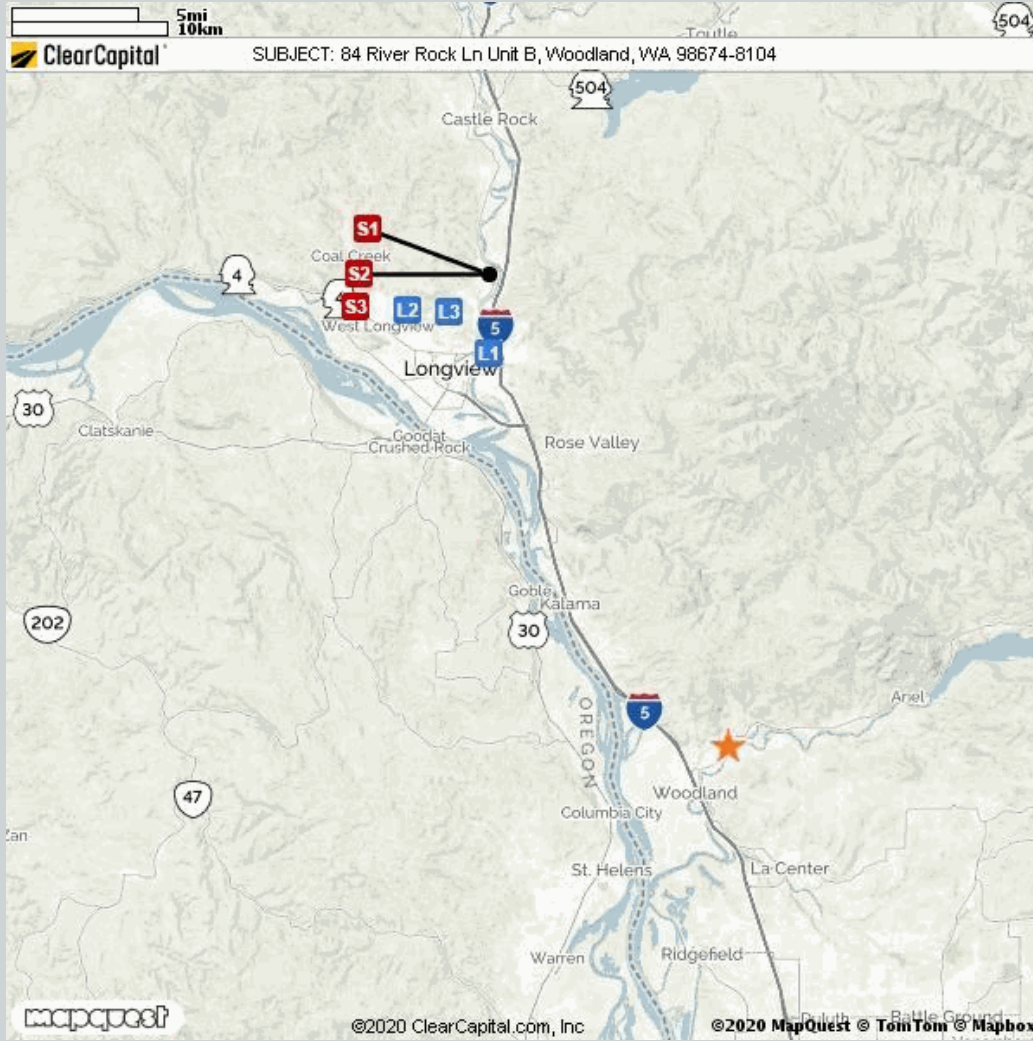 5mi
10km
Toutle
504
ClearCapital
SUBJECT: 84 River Rock Ln Unit B, Woodland, WA 98674-8104
504
Castle Rock
S1
Coal Creek
4
S2
S3
L2
L3
West Longview
5
L1
Longview
30
Clatskanie
Goodat
Crushed Rock
Rose Valley
Goble
Kalama
202
30
Ariel
5
OREGON
47
Woodland
Columbia City
St. Helens
La Center
Warren
Ridgefield
mapquest
©2020 ClearCapital.com, Inc
Duluth
Battle Ground
©2020 MapQuest © TomTom © Mapbox